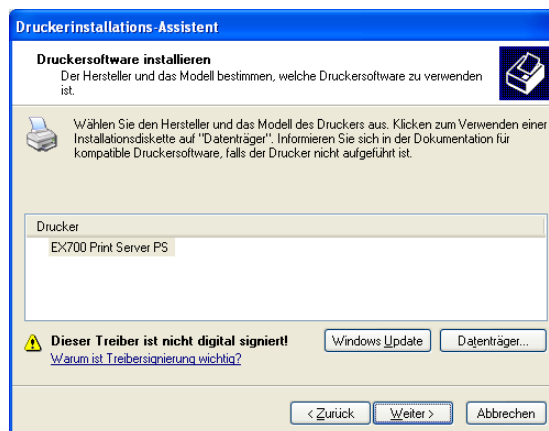 Druckerinstallations-Assistent
Druckersoftware installieren
Der Hersteller und das Modell bestimmen, welche Druckersoftware zu verwenden
ist.
Wählen Sie den Hersteller und das Modell des Druckers aus. Klicken zum Verwenden einer
Installationsdiskette auf "Datenträger". Informieren Sie sich in der Dokumentation für
kompatible Druckersoftware, falls der Drucker nicht aufgeführt ist.
Drucker
EX700 Print Server PS
Dieser Treiber ist nicht digital signiert!
Warum ist Treibersignierung wichtig?
Windows Update
Datenträger...
< Zurück
Weiter >
Abbrechen